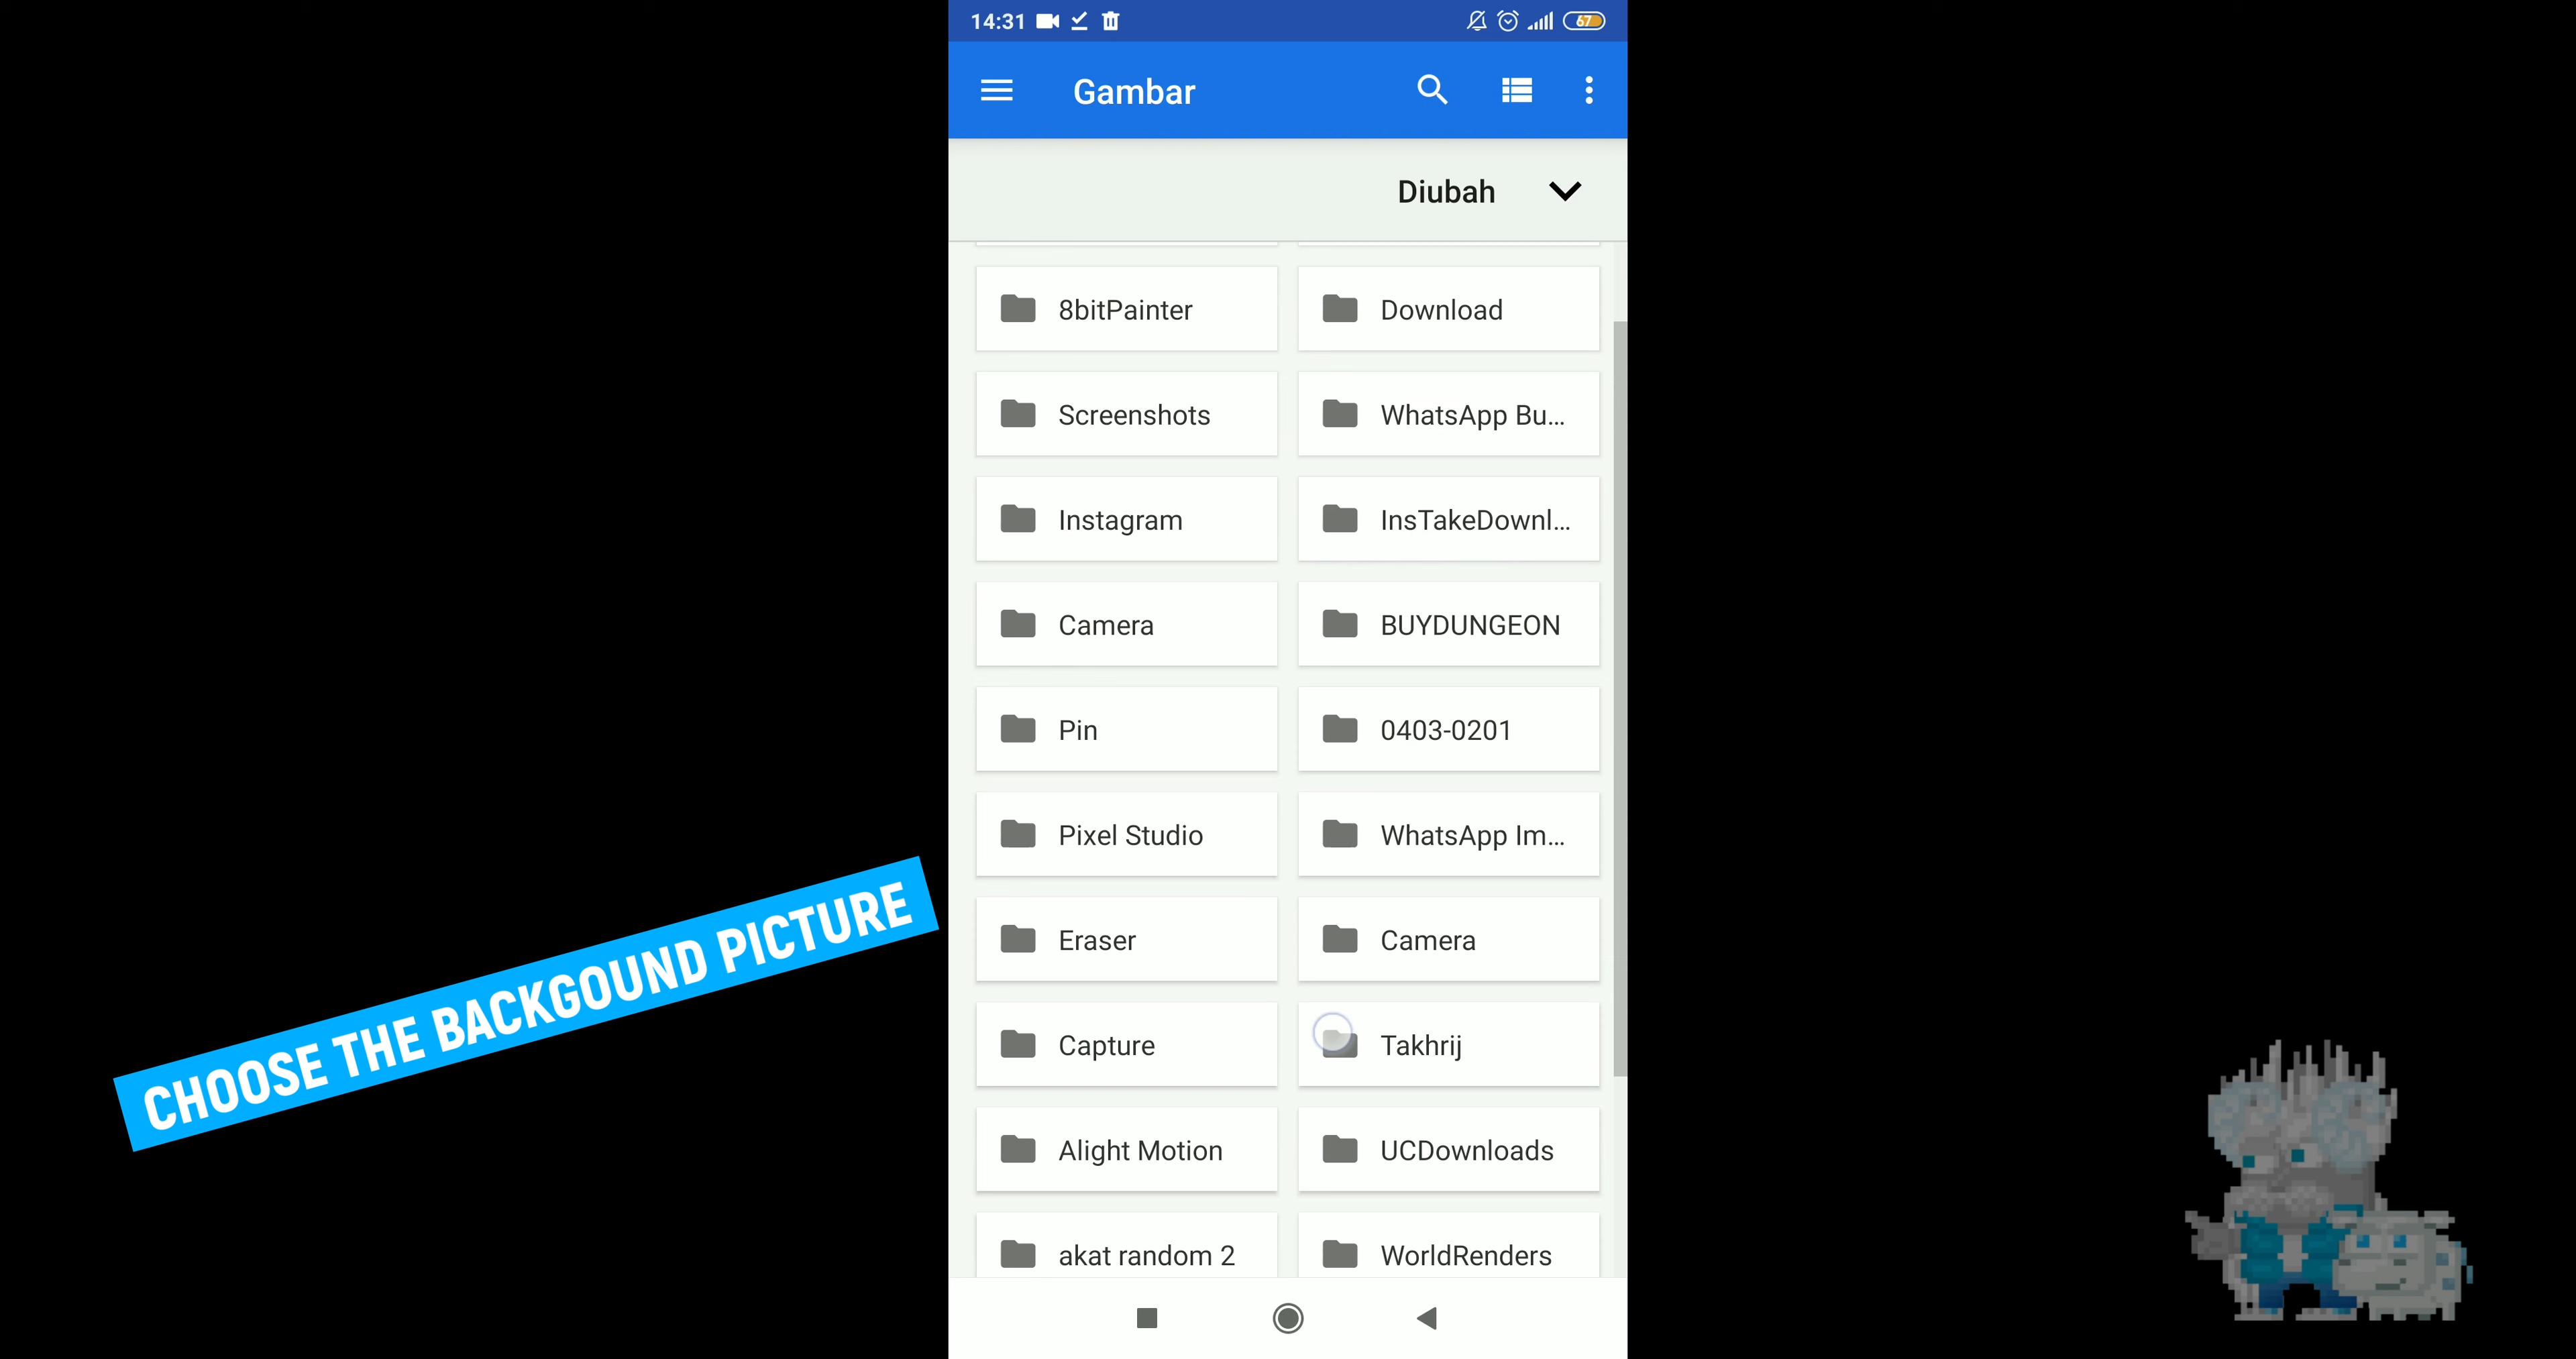 14:31
67
Gambar
Diubah
8bitPainter
Download
Screenshots
WhatsApp Bu...
Instagram
InsTakeDownl...
Camera
BUYDUNGEON
Pin
0403-0201
Pixel Studio
WhatsApp Im...
Eraser
Camera
Capture
Takhrij
Alight Motion
UCDownloads
akat random 2
WorldRenders
CHOOSE THE BACKGOUND PICTURE